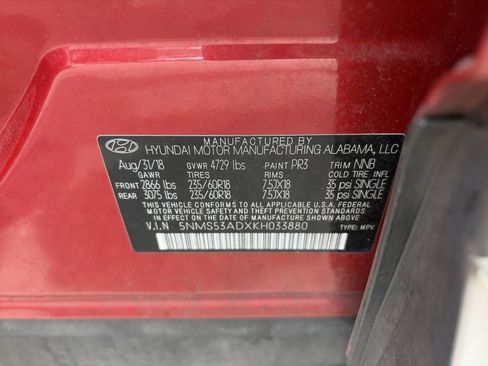 MANUFACTURED BY
HYUNDAI MOTOR MANUFACTURING ALABAMA, LLC
Aug/31/18 GVWR 4729 lbs PAINT PR3 TRIM NNB
GAWR TIRES RIMS COLD TIRE INFL
FRONT 2866 lbs 235/60R18 7.5JX18 35 psi SINGLE
REAR 3075 lbs 235/60R18 7.5JX18 35 psi SINGLE
THIS VEHICLE CONFORMS TO ALL APPLICABLE U.S. FEDERAL
MOTOR VEHICLE SAFETY, BUMPER, AND THEFT PREVENTION
STANDARDS IN EFFECT ON THE DATE OF MANUFACTURE SHOWN ABOVE
V.I.N 5NMS53ADXKH033880
TYPE: MPV